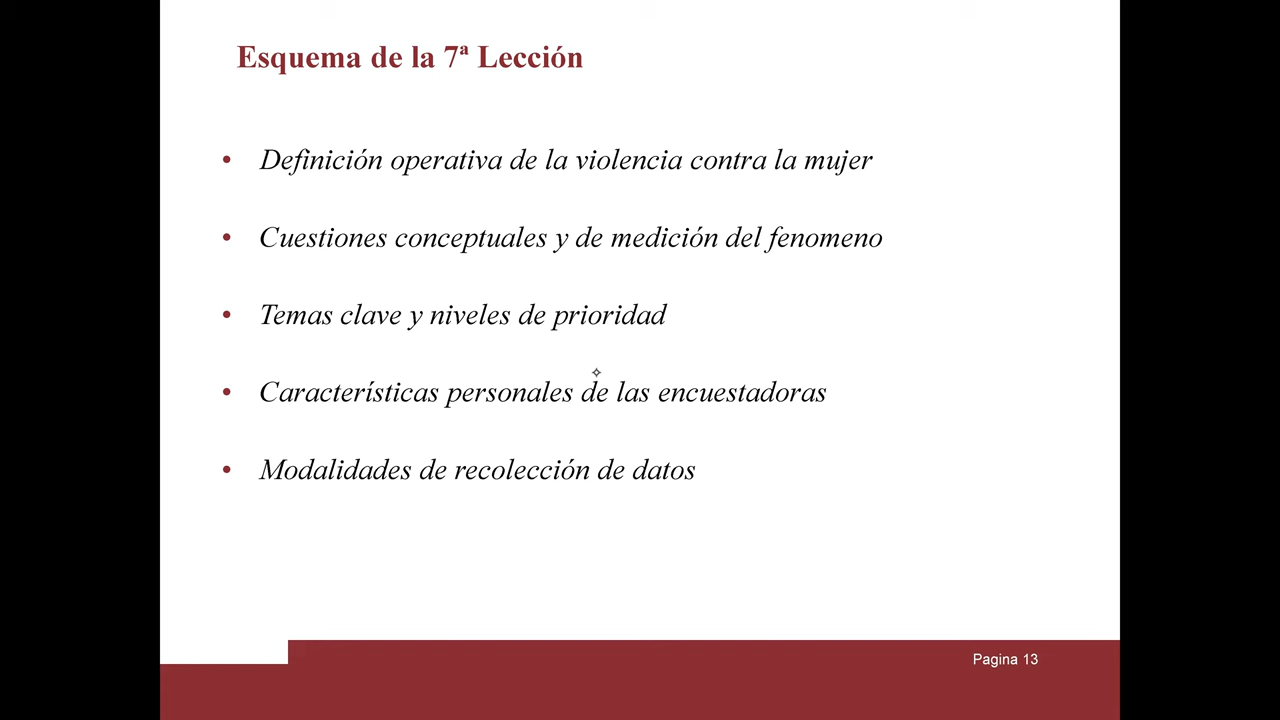 Esquema de la 7ª Lección
• Definición operativa de la violencia contra la mujer
• Cuestiones conceptuales y de medición del fenomeno
• Temas clave y niveles de prioridad
• Características personales de las encuestadoras
• Modalidades de recolección de datos
Pagina 13